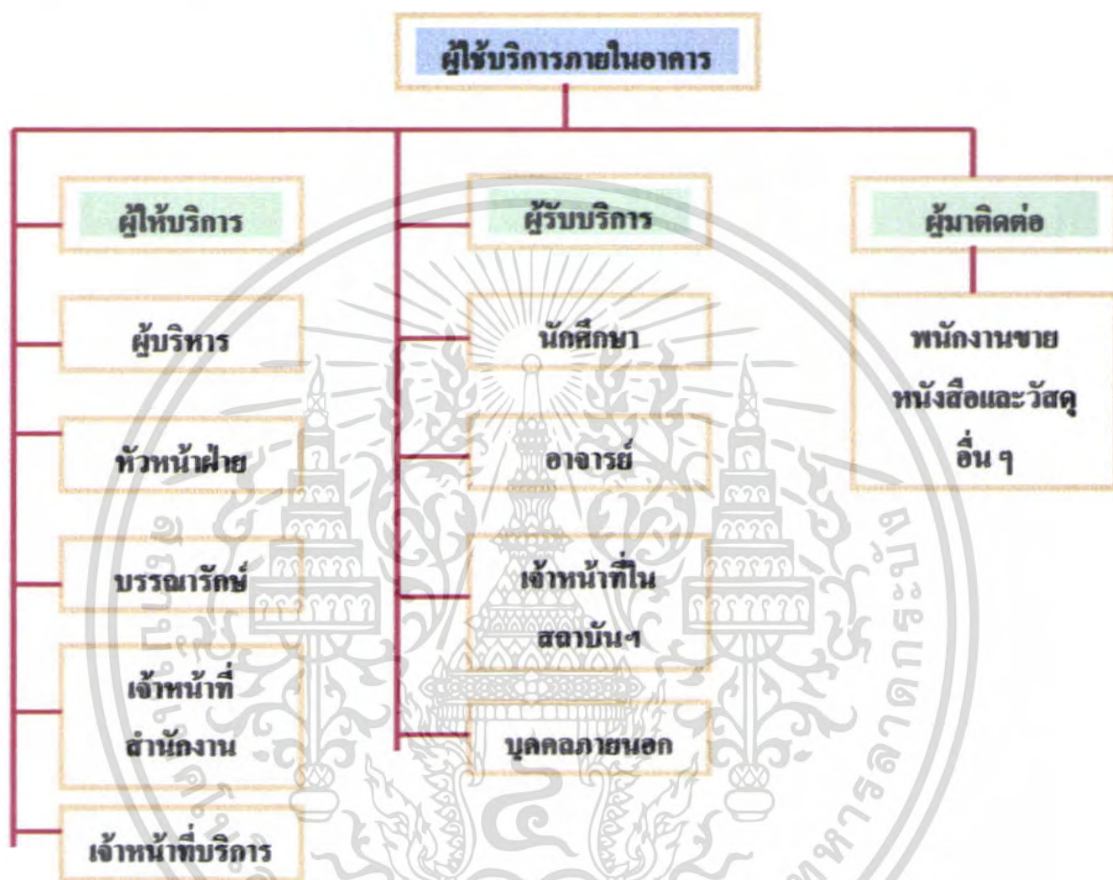 ผู้ใช้บริการภายในอาคาร
ผู้ให้บริการ
ผู้บริหาร
หัวหน้าฝ่าย
บรรณารักษ์
เจ้าหน้าที่
สำนักงาน
เจ้าหน้าที่บริการ
ผู้รับบริการ
นักศึกษา
อาจารย์
เจ้าหน้าที่ใน
สถาบันฯ
บุคคลภายนอก
ผู้มาติดต่อ
พนักงานขาย
หนังสือและวัสดุ
อื่น ๆ